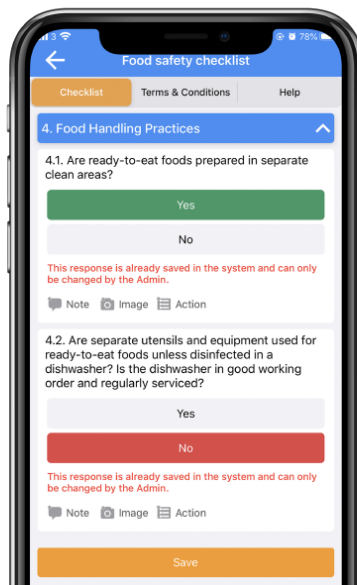 3
78%
Food safety checklist
Checklist Terms & Conditions Help
4. Food Handling Practices
4.1. Are ready-to-eat foods prepared in separate
clean areas?
Yes
No
This response is already saved in the system and can only
be changed by the Admin.
Note Image Action
4.2. Are separate utensils and equipment used for
ready-to-eat foods unless disinfected in a
dishwasher? Is the dishwasher in good working
order and regularly serviced?
Yes
No
This response is already saved in the system and can only
be changed by the Admin.
Note Image Action
Save